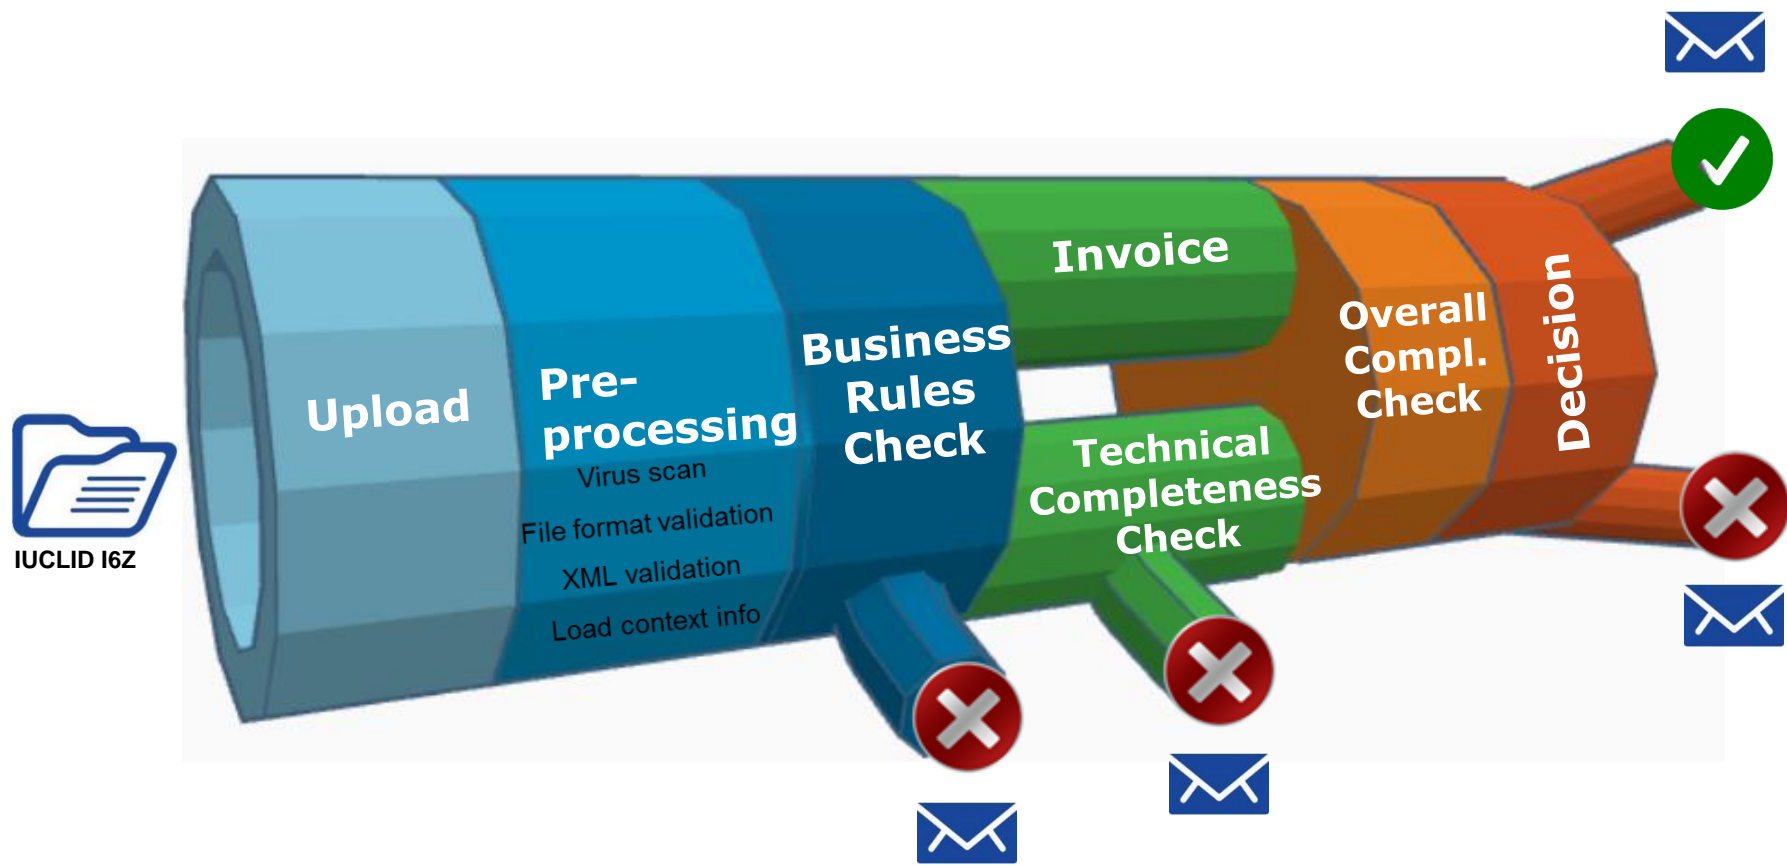 IUCLID I6Z
Upload
Pre-
processing
Virus scan
File format validation
XML validation
Load context info
Business
Rules
Check
Invoice
Technical
Completeness
Check
Overall
Compl.
Check
Decision